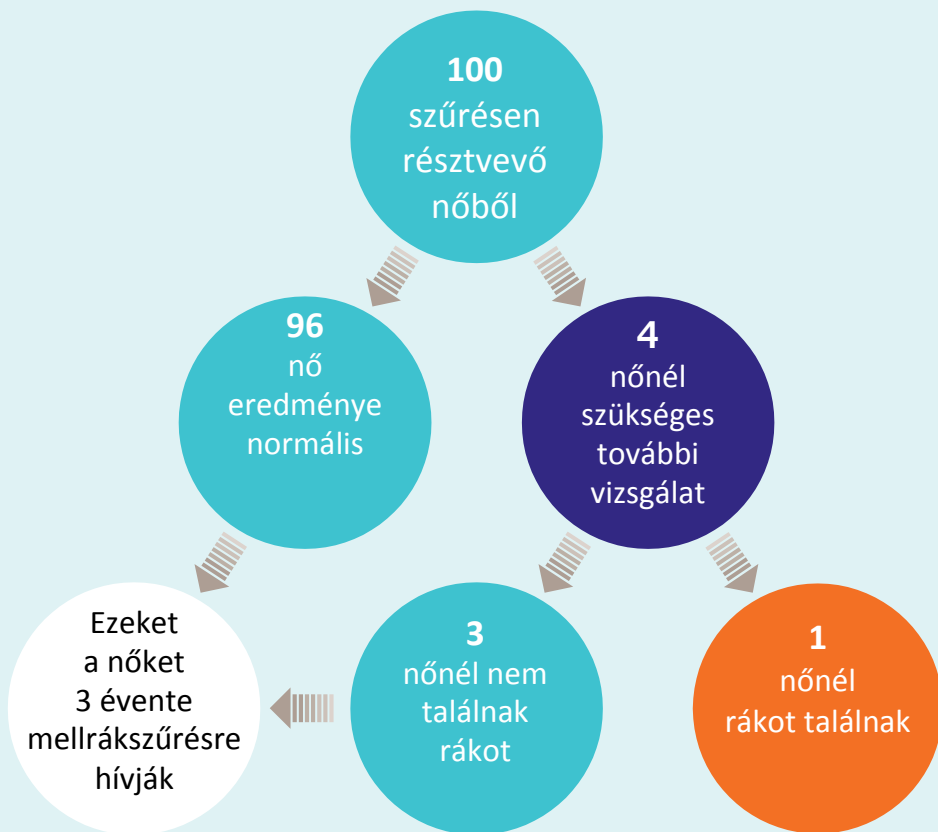 100
szűrésen
résztvevő
nőből
96
nő
eredménye
normális
4
nőnél
szükséges
további
vizsgálat
Ezeket
a nőket
3 évente
mellrákszűrésre
hívják
3
nőnél nem
találnak
rákot
1
nőnél
rákot találnak